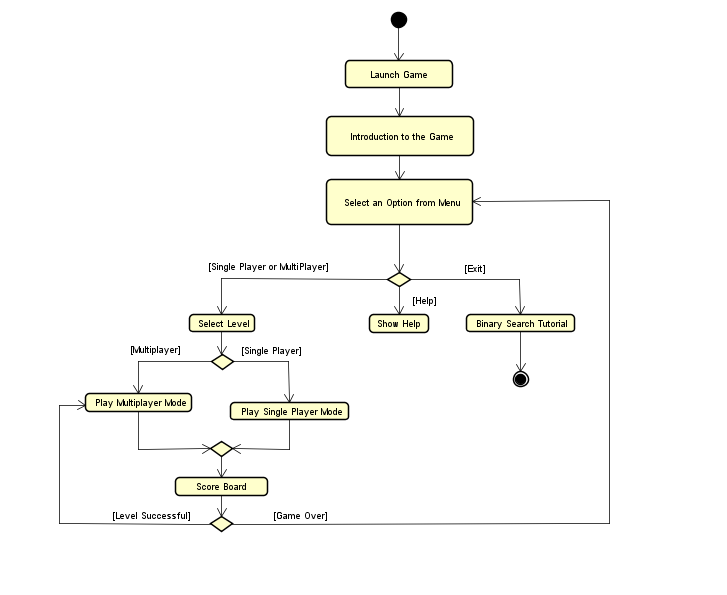 Launch Game
Introduction to the Game
Select an Option from Menu
[Single Player or MultiPlayer]
[Exit]
[Help]
Select Level
Show Help
Binary Search Tutorial
[Multiplayer]
[Single Player]
Play Multiplayer Mode
Play Single Player Mode
Score Board
[Level Successful]
[Game Over]